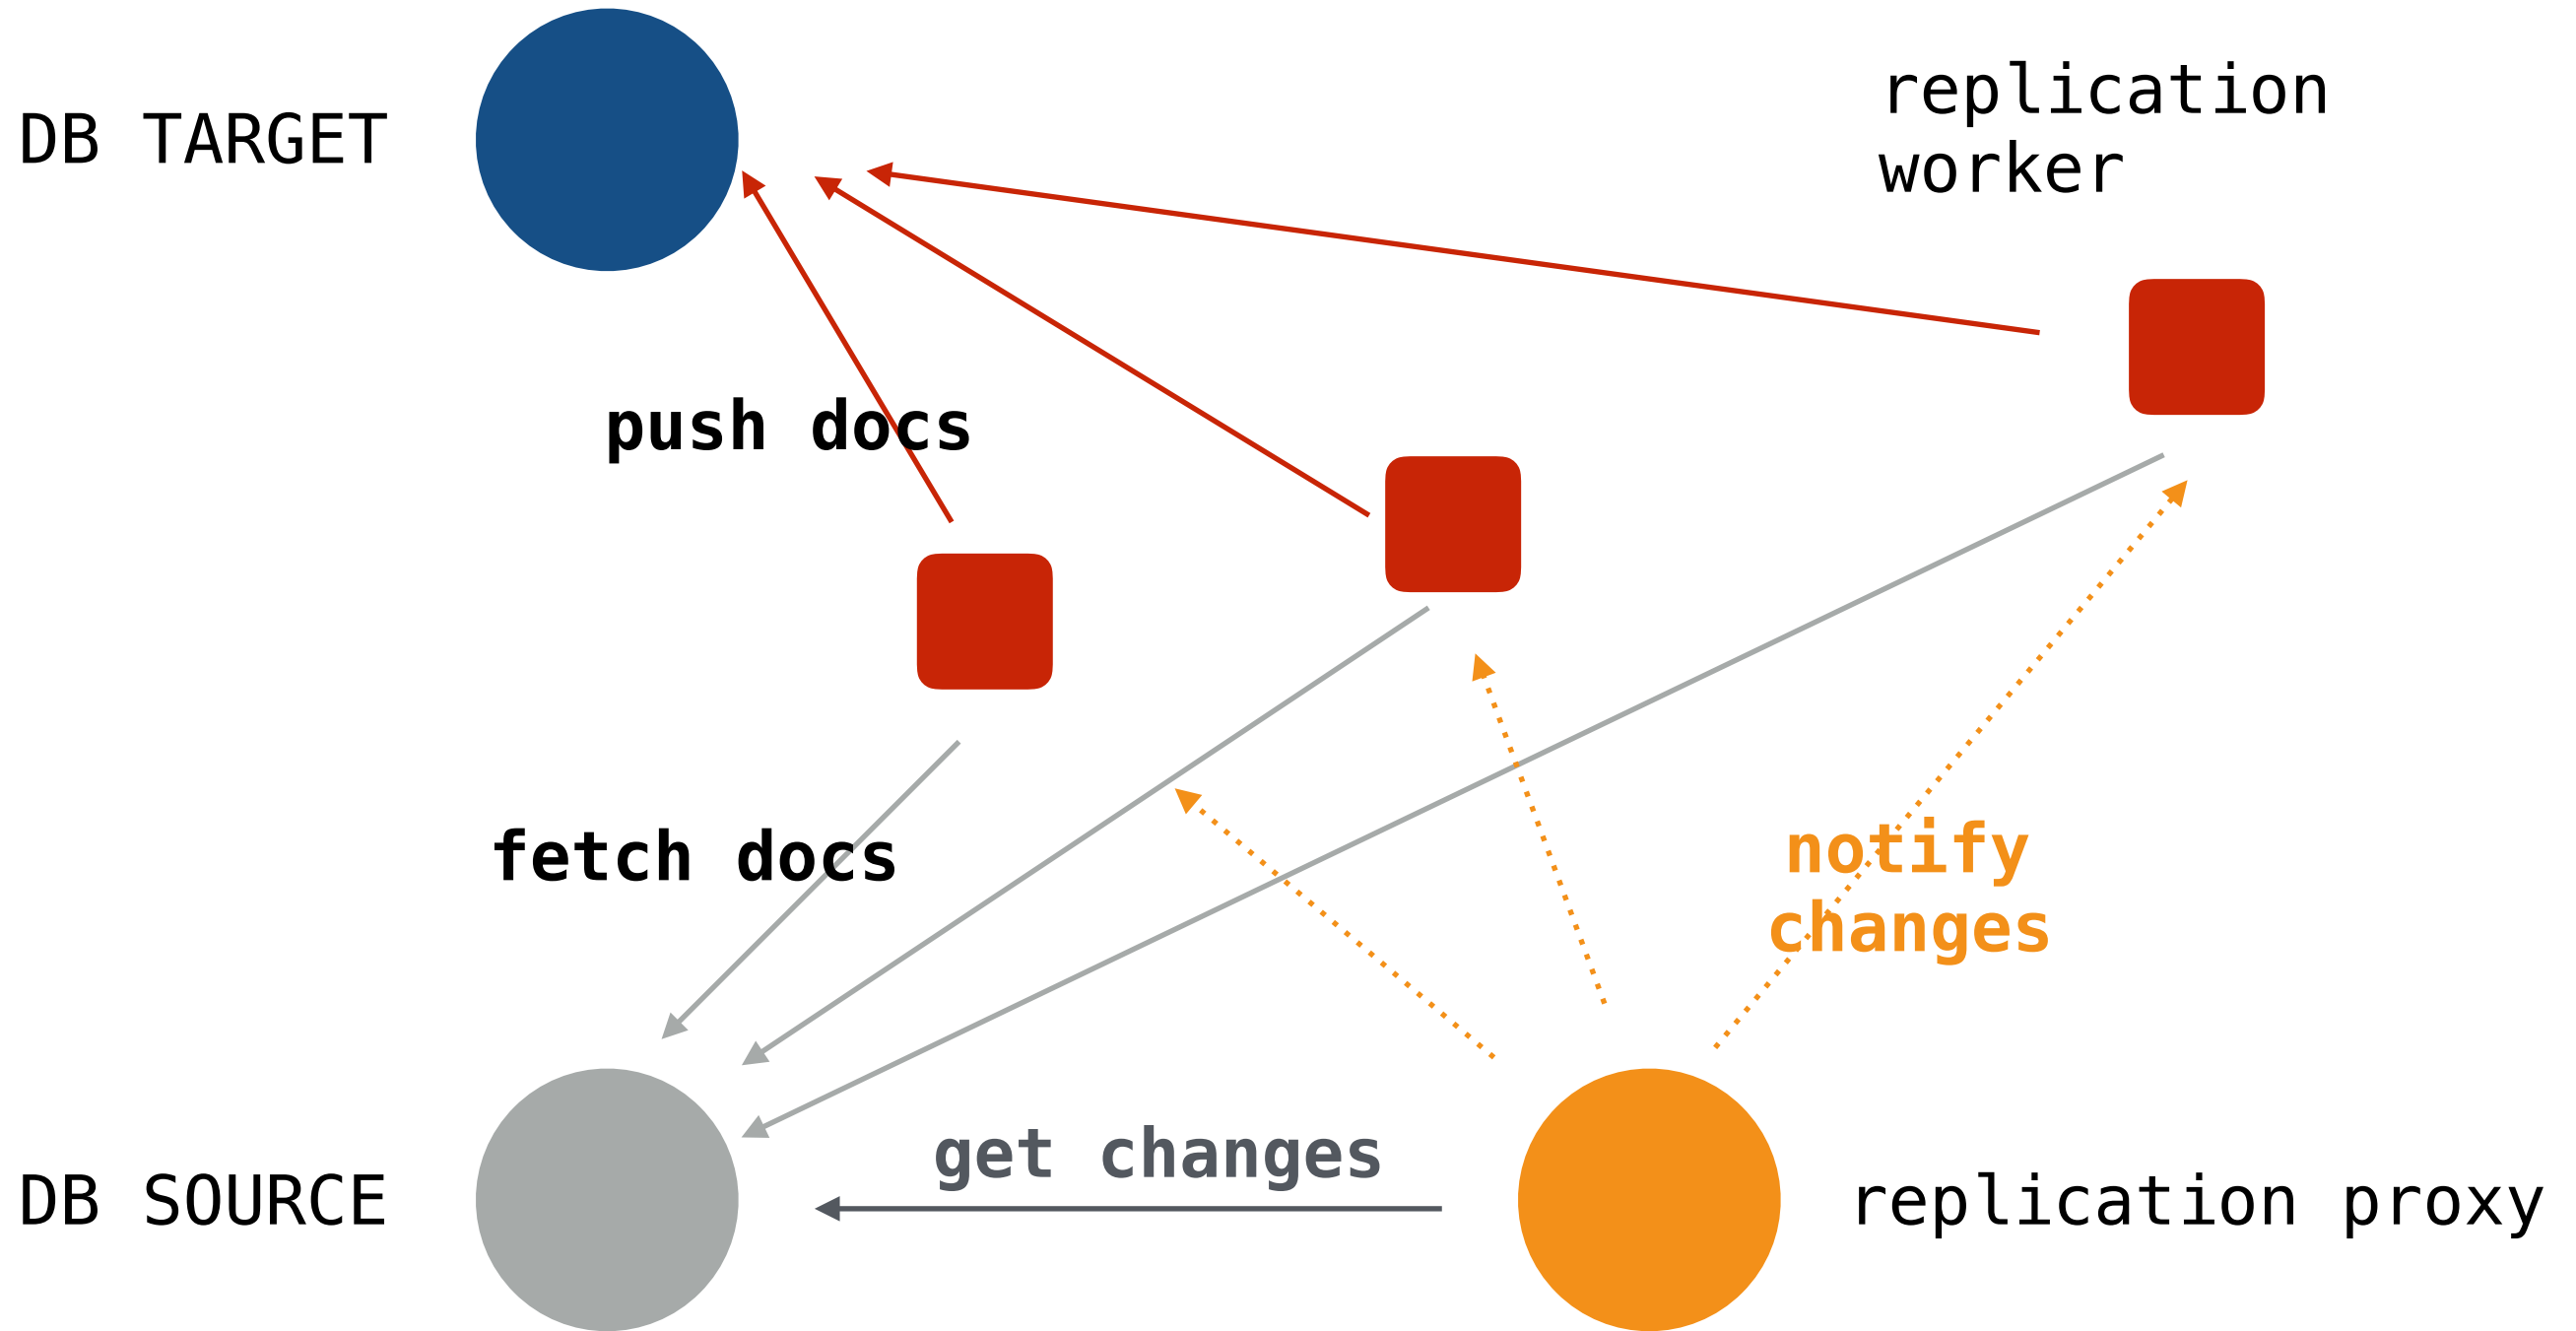 replication
worker
DB TARGET
push docs
fetch docs
notify
changes
get changes
DB SOURCE
replication proxy